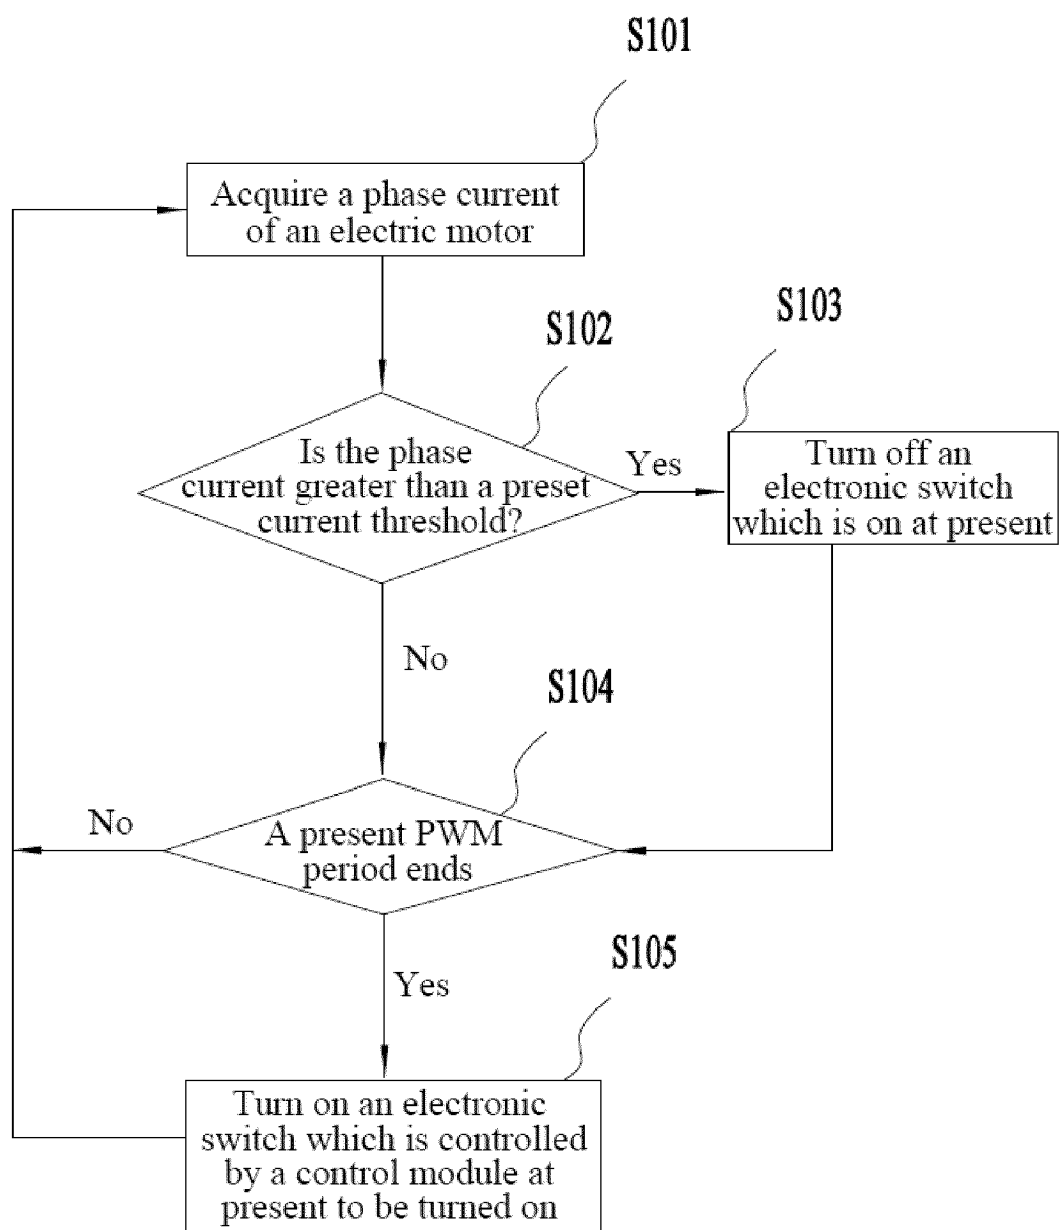 S101
Acquire a phase current
of an electric motor
S102
S103
Is the phase
current greater than a preset
current threshold?
Yes
Turn off an
electronic switch
which is on at present
No
S104
No
A present PWM
period ends
S105
Yes
Turn on an electronic
switch which is controlled
by a control module at
present to be turned on